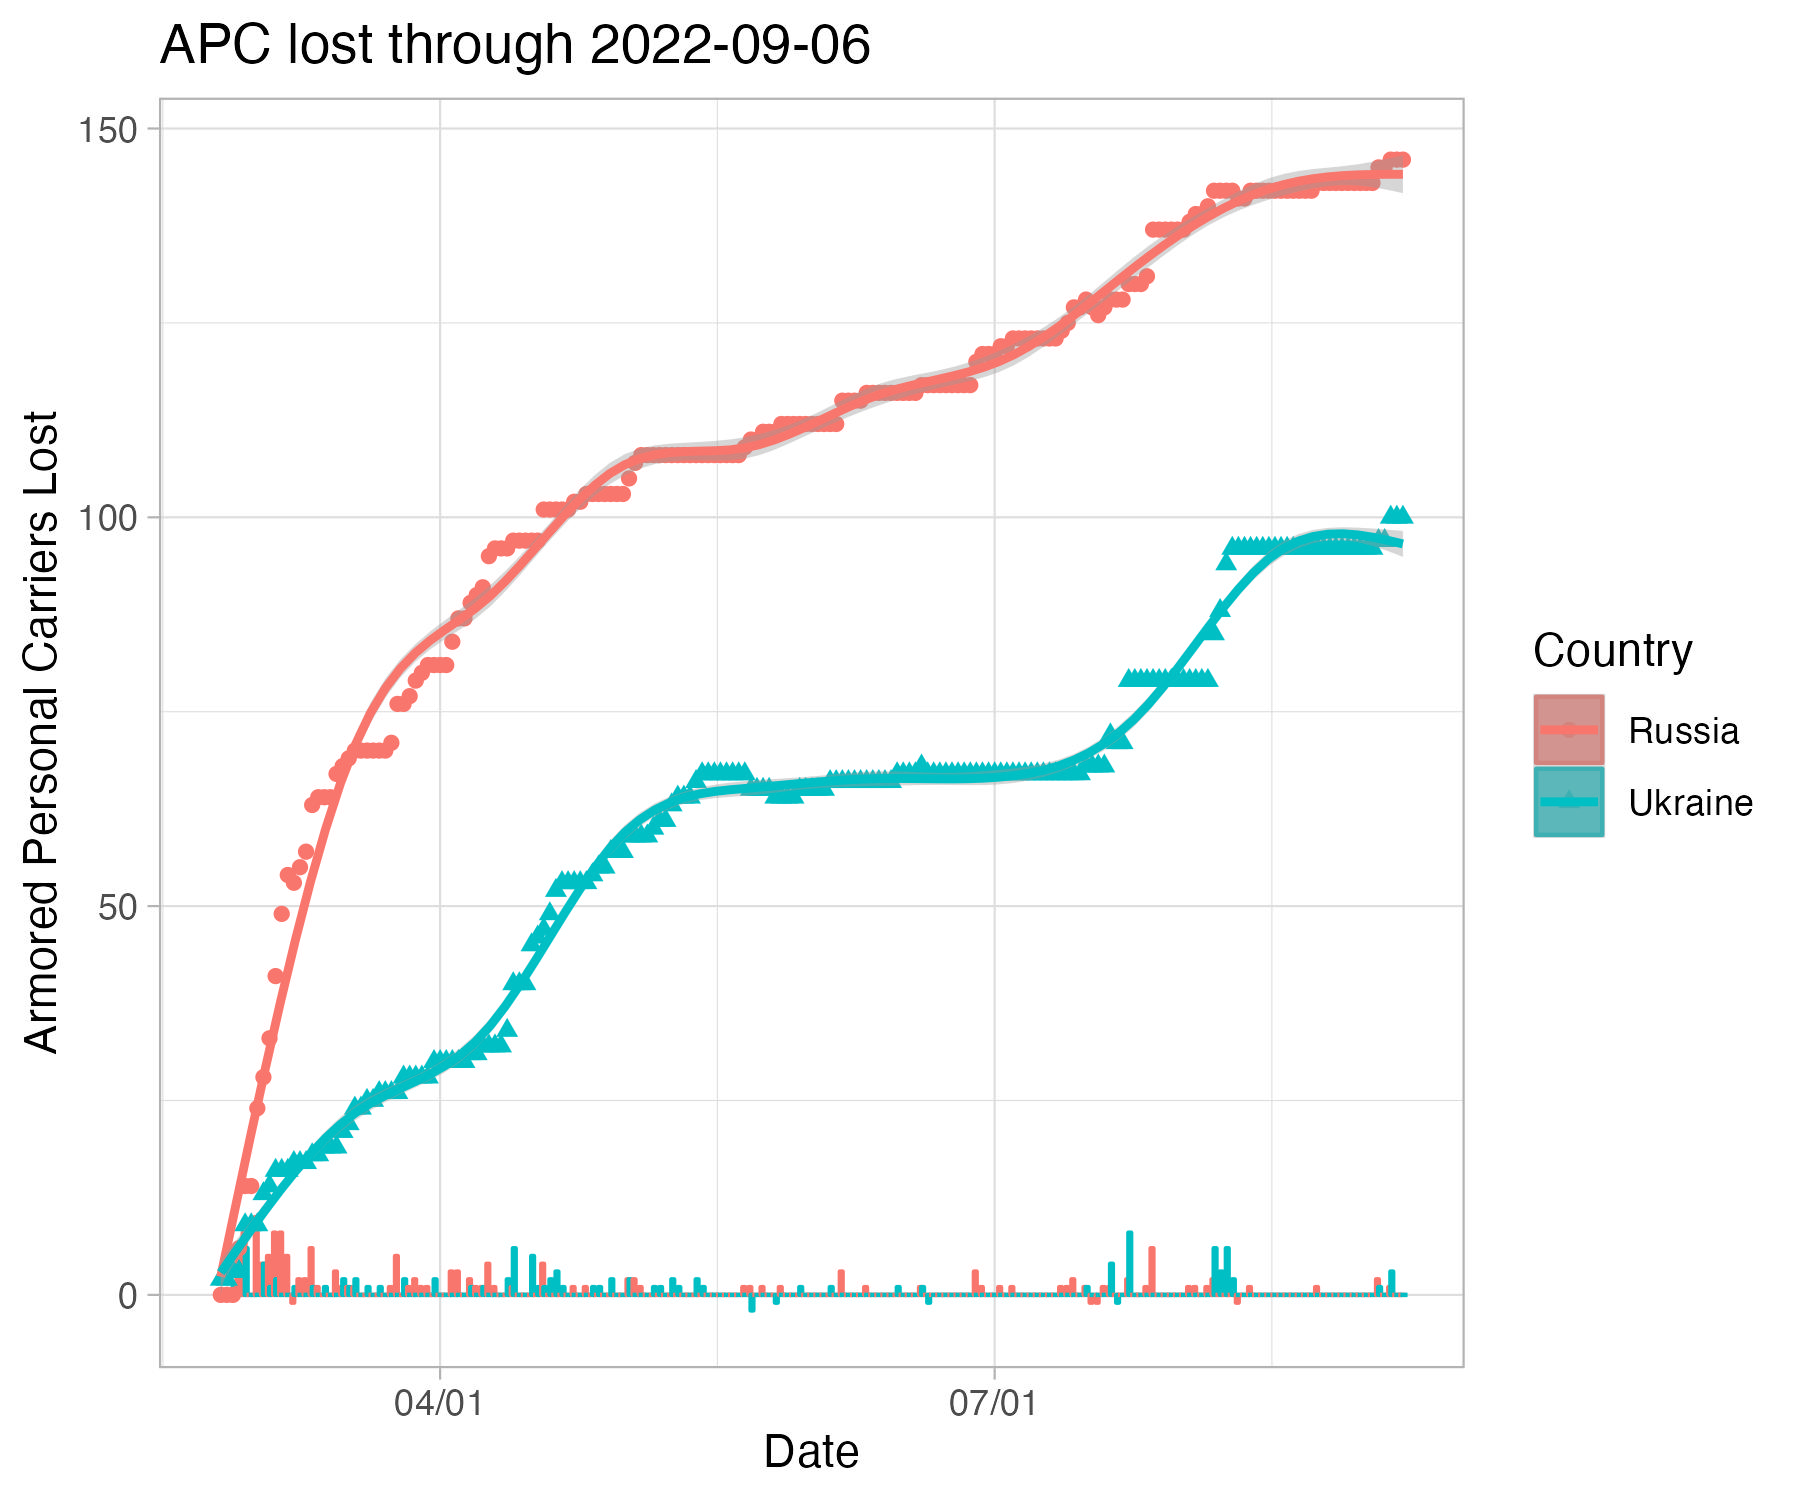 APC lost through 2022-09-06
Armored Personal Carriers Lost
150
100
50
0
04/01
07/01
Date
Country
Russia
Ukraine